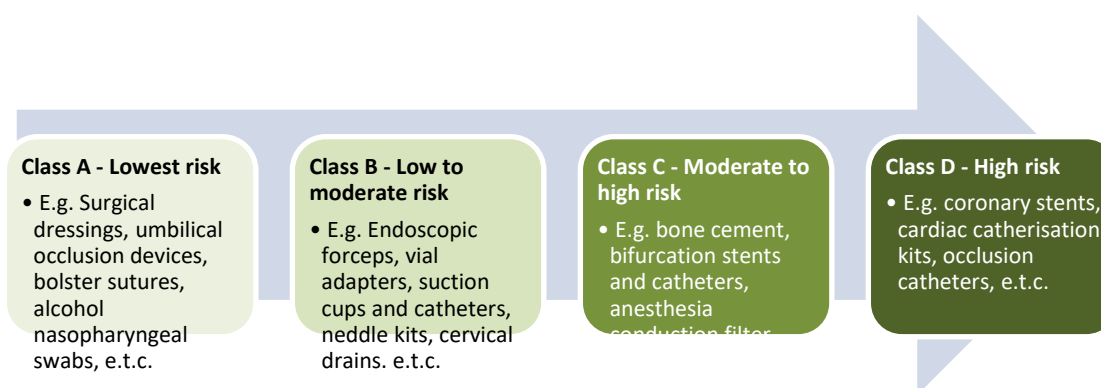 Class A - Lowest risk
• E.g. Surgical
dressings, umbilical
occlusion devices,
bolster sutures,
alcohol
nasopharyngeal
swabs, e.t.c.
Class B - Low to
moderate risk
• E.g. Endoscopic
forceps, vial
adapters, suction
cups and catheters,
neddle kits, cervical
drains. e.t.c.
Class C - Moderate to
high risk
• E.g. bone cement,
bifurcation stents
and catheters,
anesthesia
conduction filter
Class D - High risk
• E.g. coronary stents,
cardiac catherisation
kits, occlusion
catheters, e.t.c.